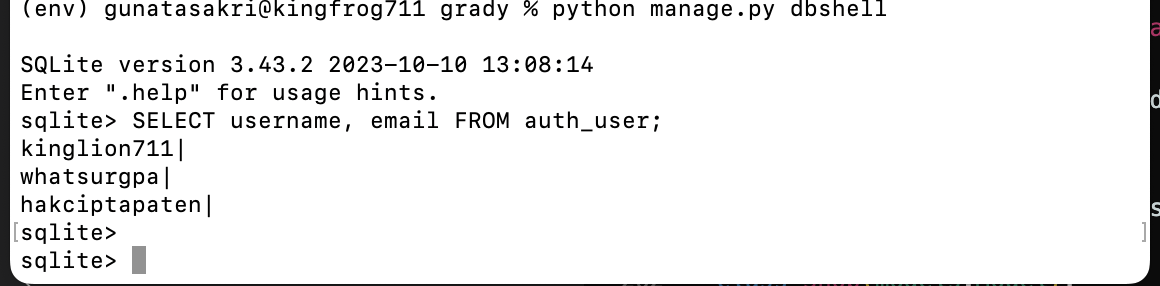 (env) gunatasakri@kingfrog711 grady % python manage.py dbshell
SQLite version 3.43.2 2023-10-10 13:08:14
Enter ".help" for usage hints.
sqlite> SELECT username, email FROM auth_user;
kinglion711|
whatsurgpa|
hakciptapaten|
[sqlite> ]
sqlite>